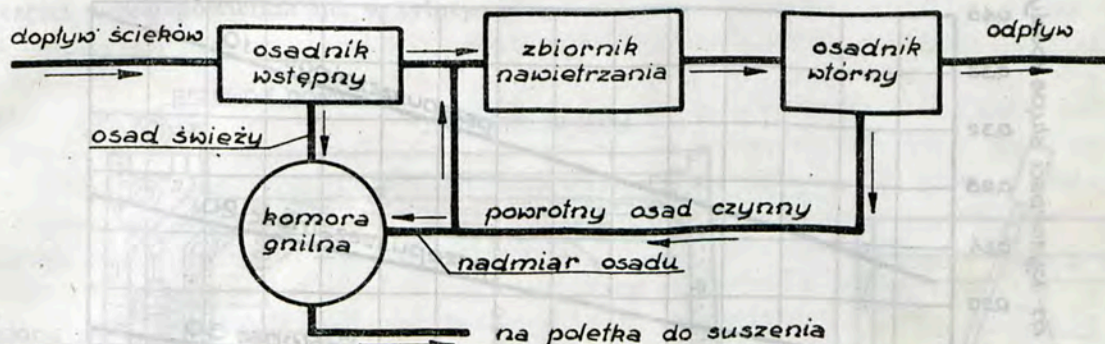 dopływ ścieków
osadnik
wstępny
zbiornik
nawietrzania
osadnik
wtórny
odpływ
osad świeży
komora
gnilna
powrotny osad czynny
nadmiar osadu
na poletka do suszenia